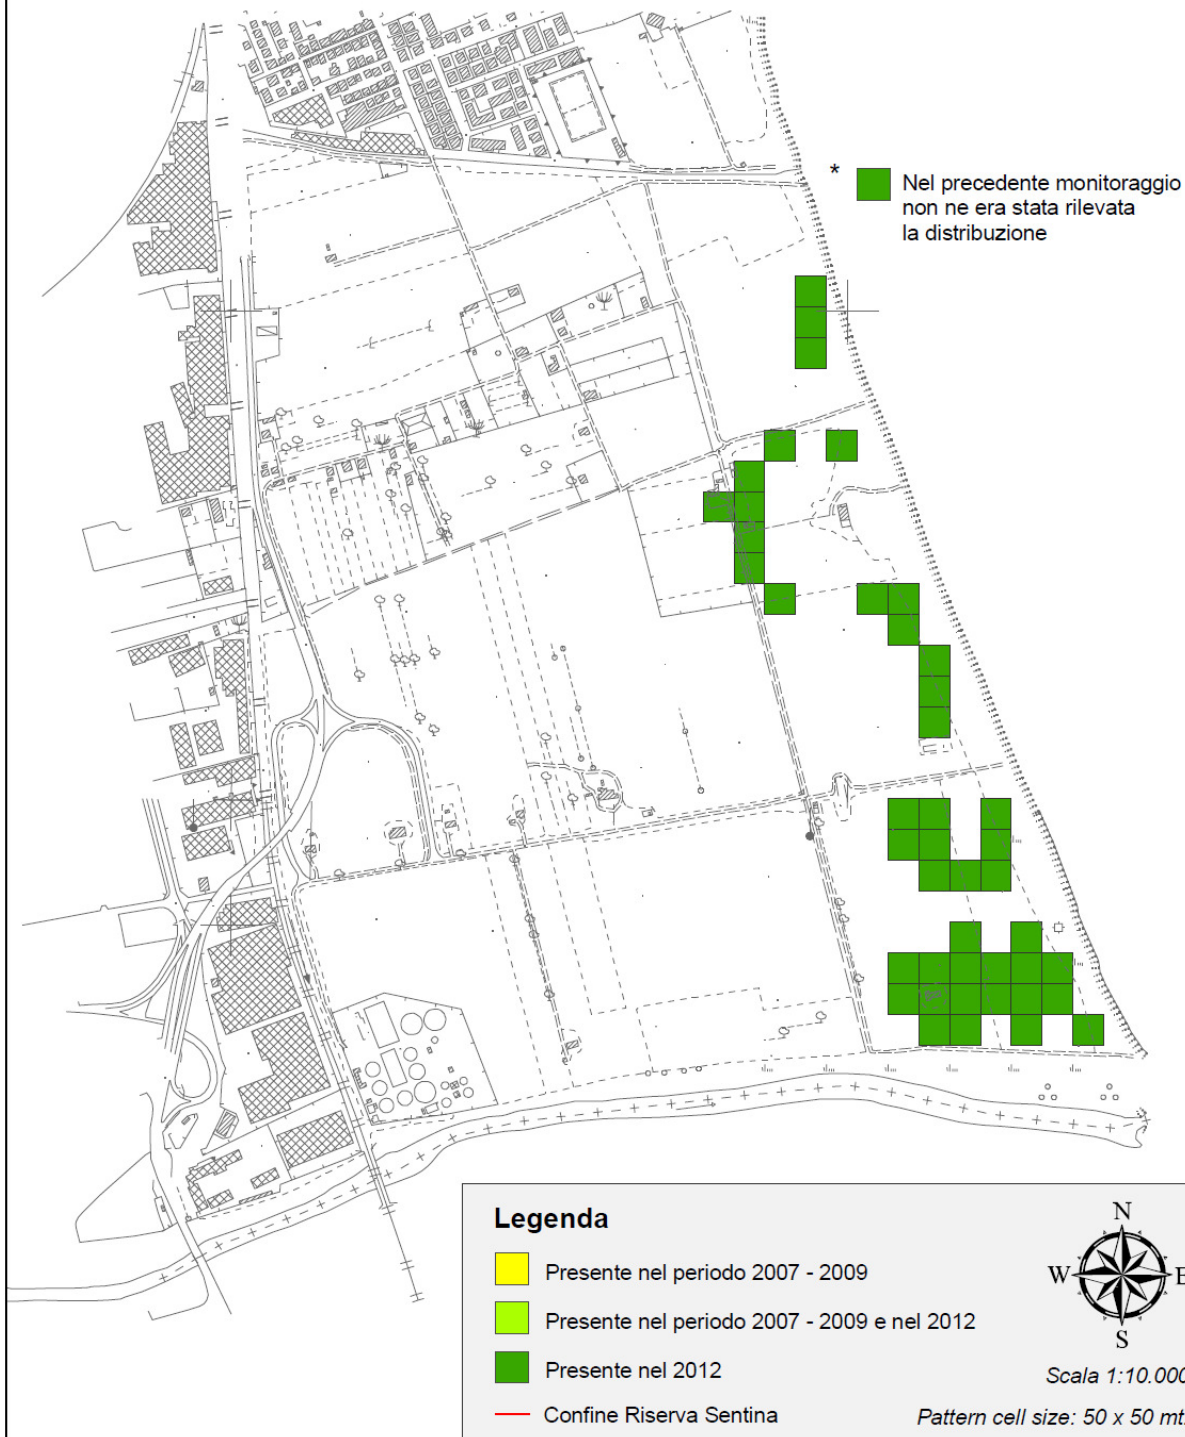 * Nel precedente monitoraggio
non ne era stata rilevata
la distribuzione
Legenda
Presente nel periodo 2007 - 2009
Presente nel periodo 2007 - 2009 e nel 2012
Presente nel 2012
Confine Riserva Sentina
N
W E
S
Scala 1:10.000
Pattern cell size: 50 x 50 mt.